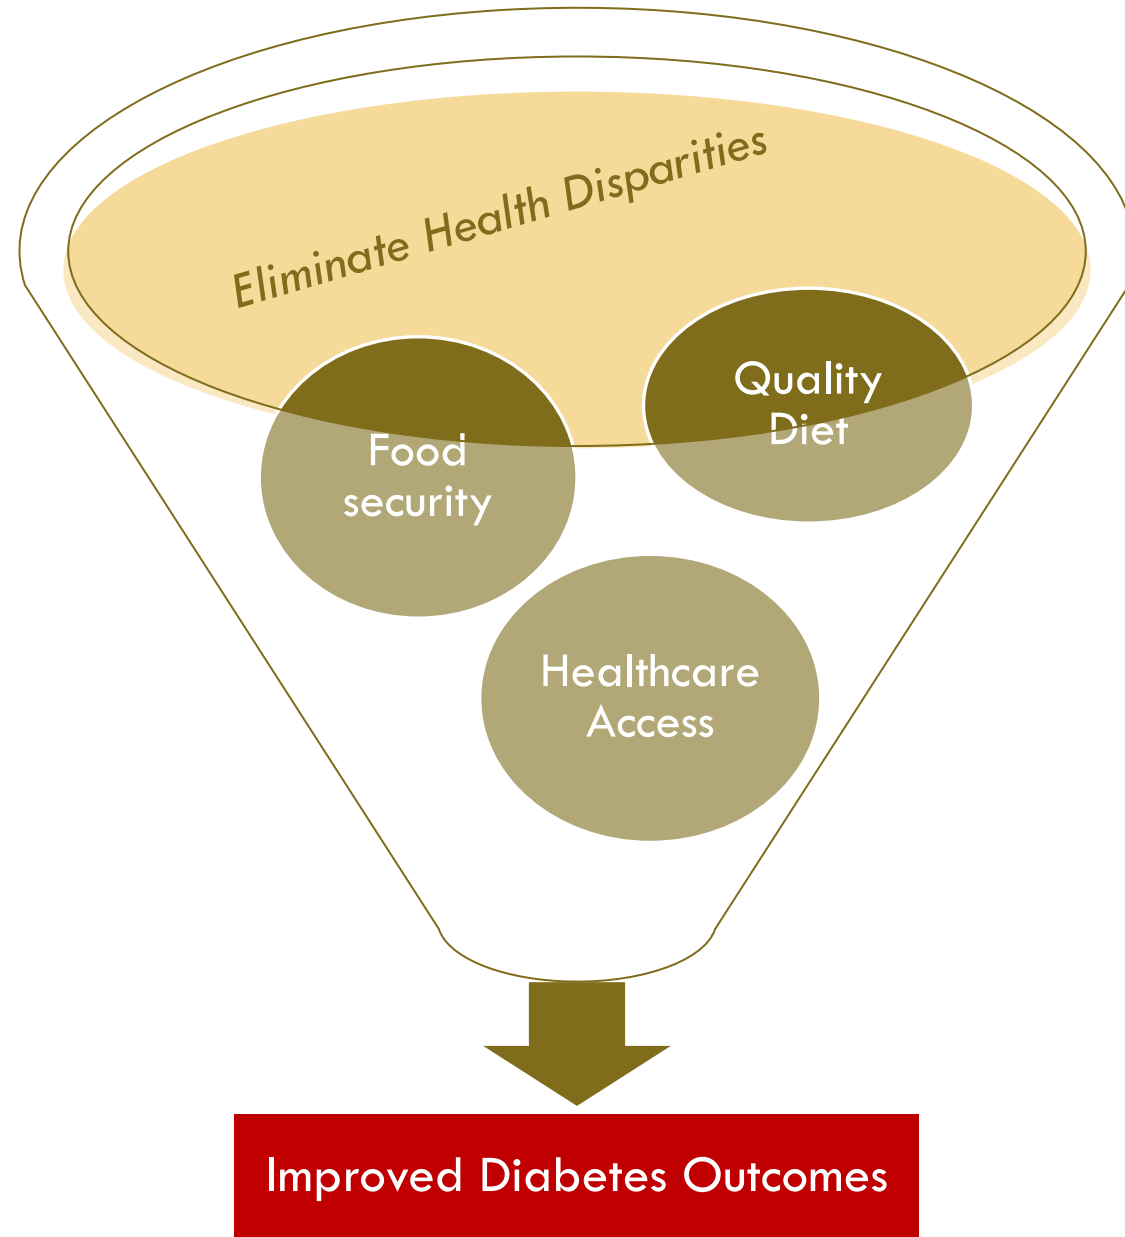 Eliminate Health Disparities
Quality
Diet
Food
security
Healthcare
Access
Improved Diabetes Outcomes